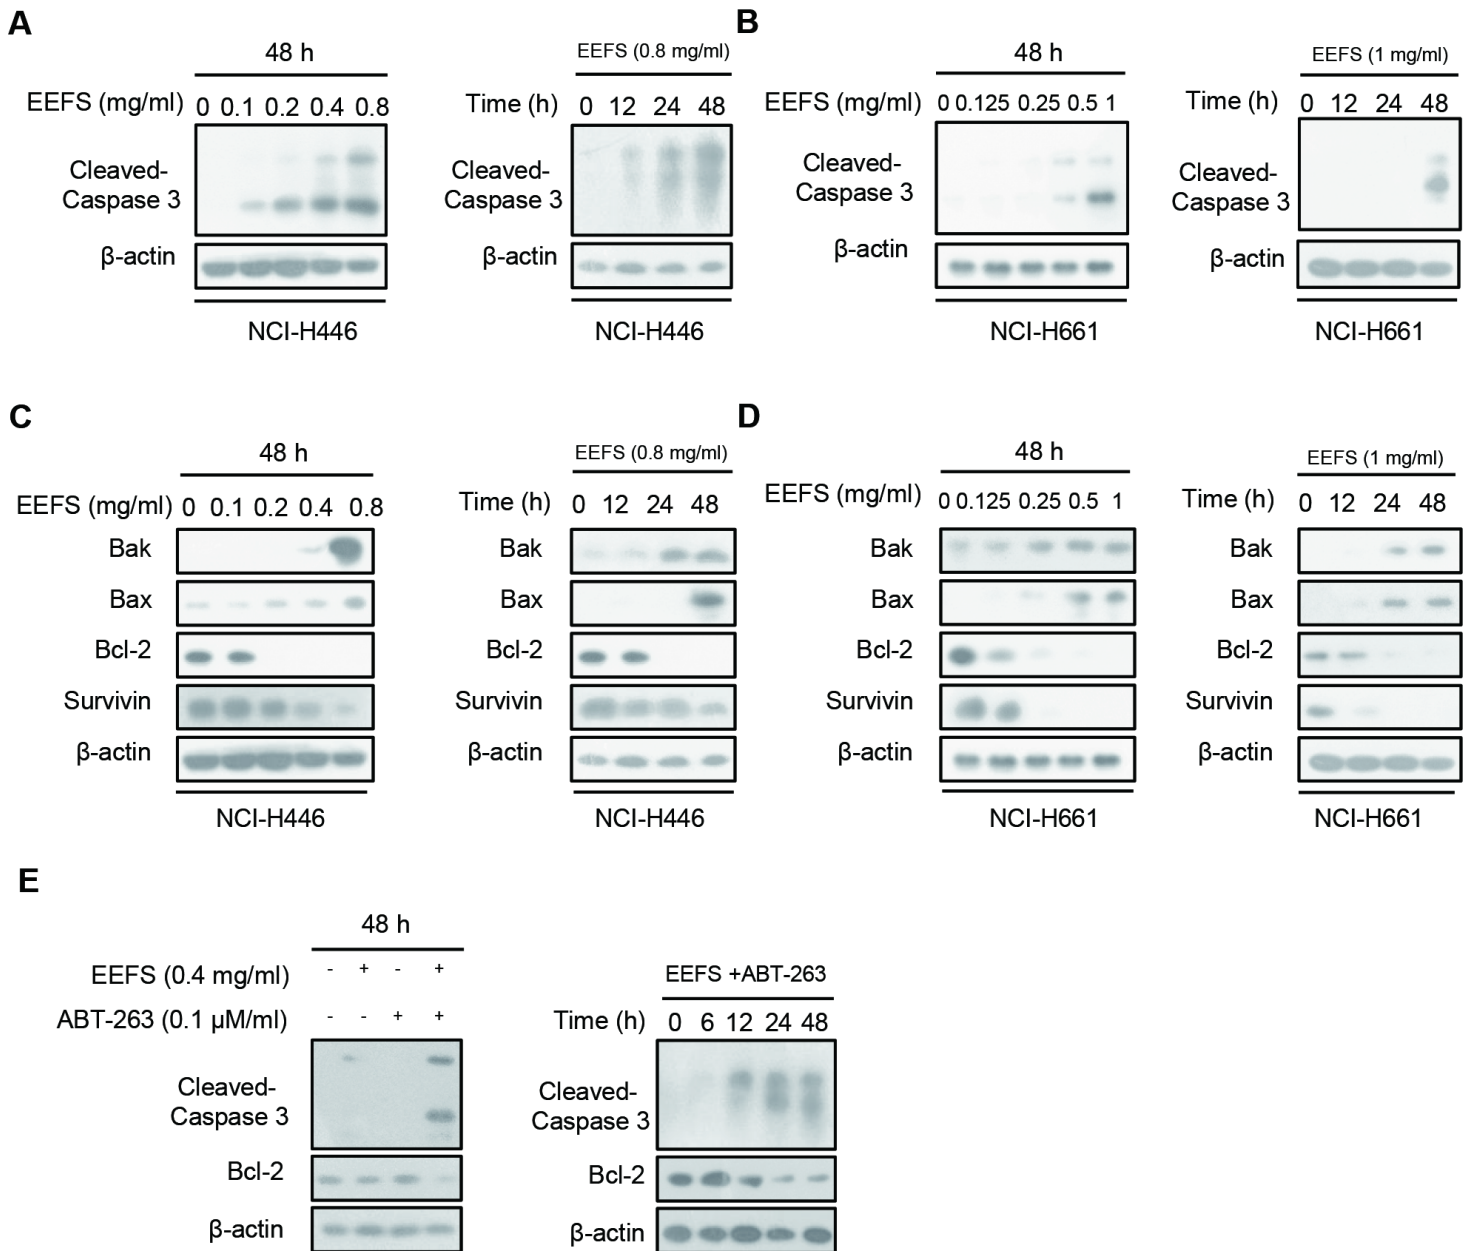 A
48 h
EEFS (mg/ml) 0 0.1 0.2 0.4 0.8
Cleaved-
Caspase 3
β-actin
NCI-H446
EEFS (0.8 mg/ml)
Time (h) 0 12 24 48
Cleaved-
Caspase 3
β-actin
NCI-H446
B
48 h
EEFS (mg/ml) 0 0.125 0.25 0.5 1
Cleaved-
Caspase 3
β-actin
NCI-H661
EEFS (1 mg/ml)
Time (h) 0 12 24 48
Cleaved-
Caspase 3
β-actin
NCI-H661
C
48 h
EEFS (mg/ml) 0 0.1 0.2 0.4 0.8
Bak
Bax
Bcl-2
Survivin
β-actin
NCI-H446
EEFS (0.8 mg/ml)
Time (h) 0 12 24 48
Bak
Bax
Bcl-2
Survivin
β-actin
NCI-H446
D
48 h
EEFS (mg/ml) 0 0.125 0.25 0.5 1
Bak
Bax
Bcl-2
Survivin
β-actin
NCI-H661
EEFS (1 mg/ml)
Time (h) 0 12 24 48
Bak
Bax
Bcl-2
Survivin
β-actin
NCI-H661
E
48 h
EEFS (0.4 mg/ml) - + - +
ABT-263 (0.1 µM/ml) - - + +
Cleaved-
Caspase 3
Bcl-2
β-actin
EEFS +ABT-263
Time (h) 0 6 12 24 48
Cleaved-
Caspase 3
Bcl-2
β-actin